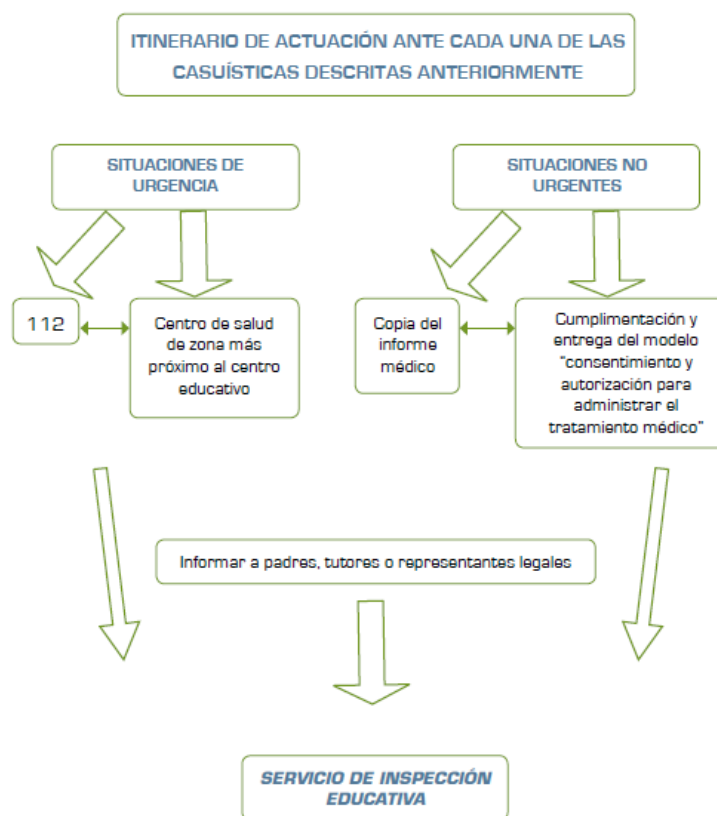 ITINERARIO DE ACTUACIÓN ANTE CADA UNA DE LAS
CASUÍSTICAS DESCRITAS ANTERIORMENTE
SITUACIONES DE
URGENCIA
SITUACIONES NO
URGENTES
112
Centro de salud
de zona más
próximo al centro
educativo
Copia del
informe
médico
Cumplimentación y
entrega del modelo
"consentimiento y
autorización para
administrar el
tratamiento médico"
Informar a padres, tutores o representantes legales
SERVICIO DE INSPECCIÓN
EDUCATIVA